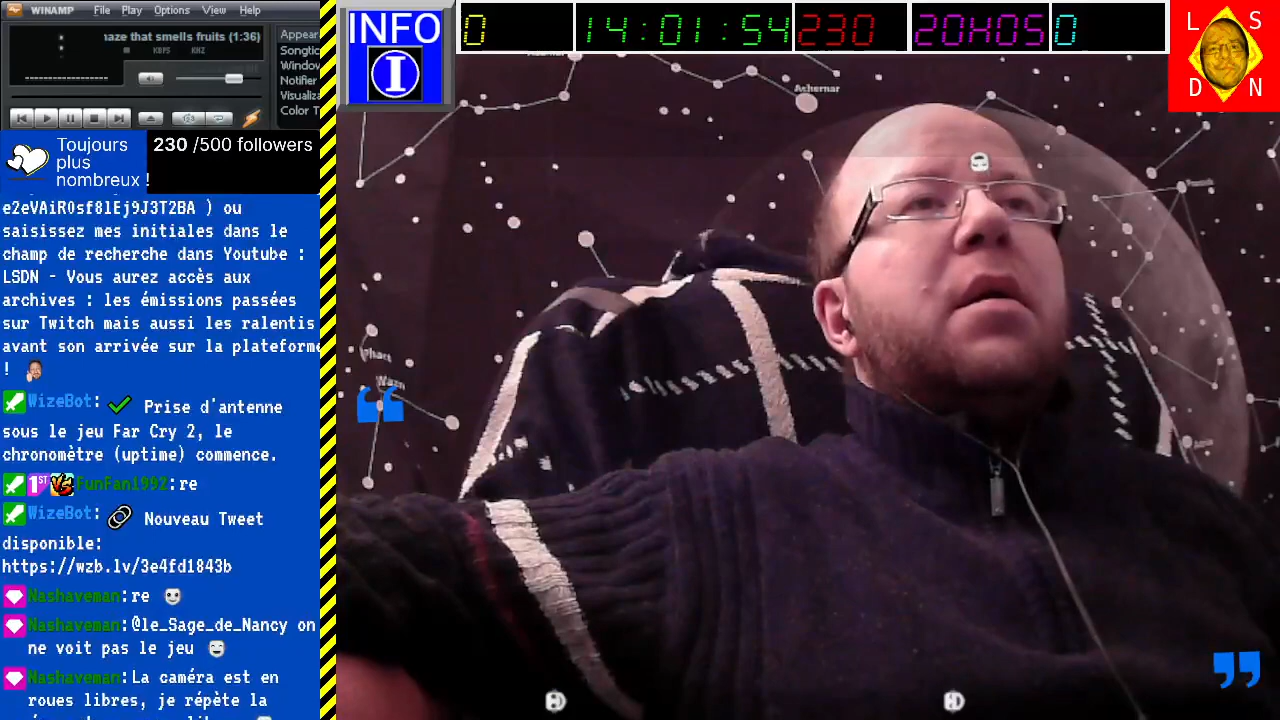 WINAMP
File Play Options View Help
haze that smells fruits (1:36)
KBPS KHZ
Appear
Songtic
Window
Notifier
Visualiz
Color T
Toujours
plus
nombreux !
230 /500 followers
e2eVAiR0sf8lEj9J3T2BA ) ou
saisissez mes initiales dans le
champ de recherche dans Youtube :
LSDN - Vous aurez accès aux
archives : les émissions passées
sur Twitch mais aussi les ralentis
avant son arrivée sur la plateforme
!
WizeBot: Prise d'antenne
sous le jeu Far Cry 2, le
chronomètre (uptime) commence.
1ST FunFan1992: re
WizeBot: Nouveau Tweet
disponible:
https://wzb.lv/3e4fd1843b
Nashaveman: re
Nashaveman: @le_Sage_de_Nancy on
ne voit pas le jeu
Nashaveman: La caméra est en
roues libres, je répète la
INFO
I
0
14:01:54
230
20H05
0
L S
D N
Achernar
Phact
Wazn
“
”